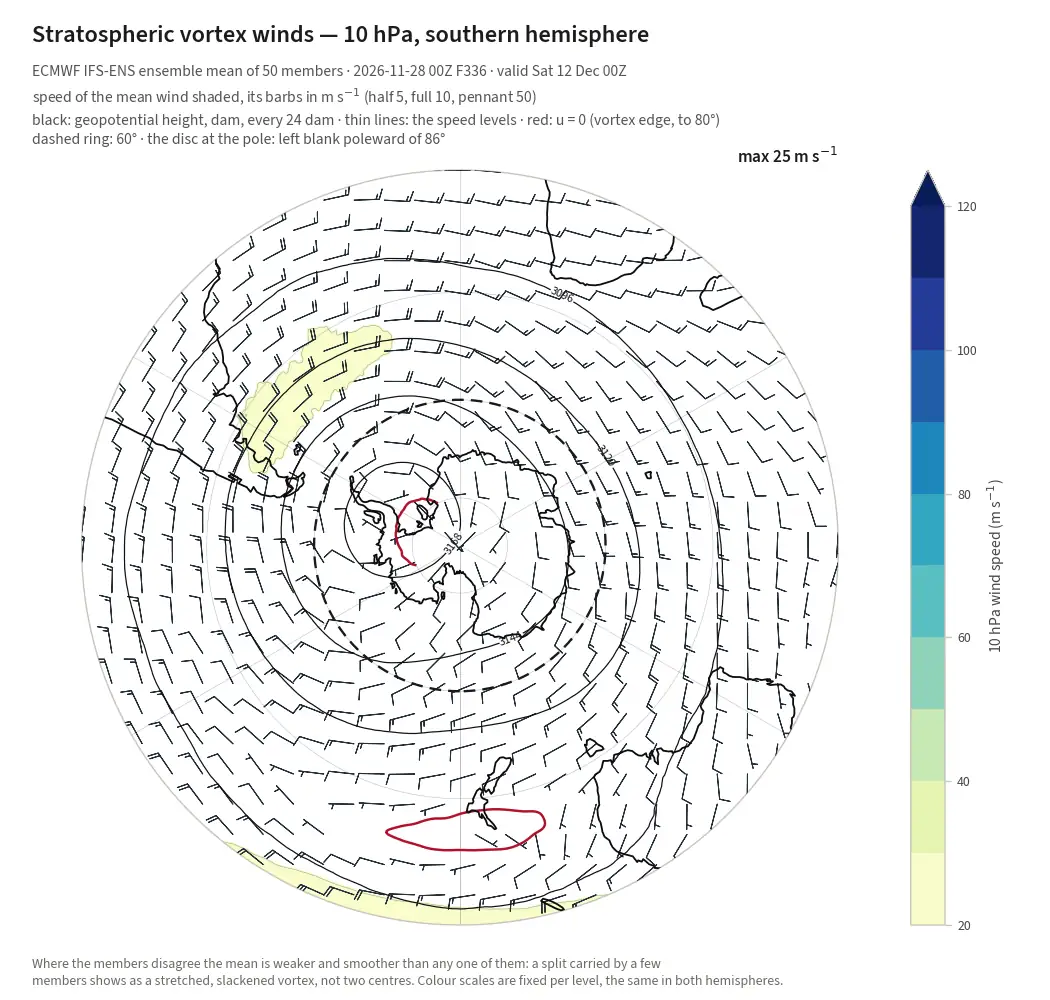 Stratospheric vortex winds — 10 hPa, southern hemisphere
ECMWF IFS-ENS ensemble mean of 50 members · 2026-11-28 00Z F336 · valid Sat 12 Dec 00Z
speed of the mean wind shaded, its barbs in m s⁻¹ (half 5, full 10, pennant 50)
black: geopotential height, dam, every 24 dam · thin lines: the speed levels · red: u = 0 (vortex edge, to 80°)
dashed ring: 60° · the disc at the pole: left blank poleward of 86°
max 25 m s⁻¹
120
100
80
60
40
20
10 hPa wind speed (m s⁻¹)
3096
3120
3168
3144
Where the members disagree the mean is weaker and smoother than any one of them: a split carried by a few
members shows as a stretched, slackened vortex, not two centres. Colour scales are fixed per level, the same in both hemispheres.